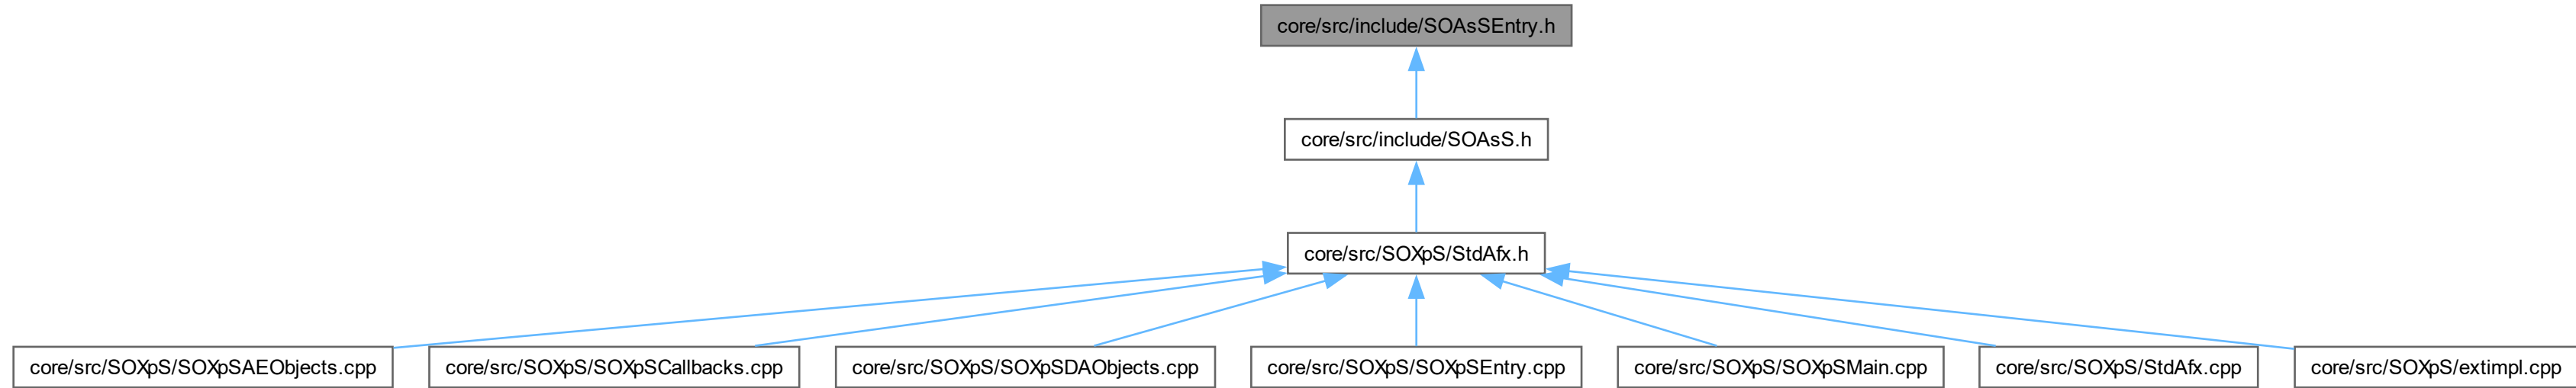 core/src/include/SOAsSEntry.h
core/src/include/SOAsS.h
core/src/SOXpS/StdAfx.h
core/src/SOXpS/SOXpSAEObjects.cpp
core/src/SOXpS/SOXpSCallbacks.cpp
core/src/SOXpS/SOXpSDAObjects.cpp
core/src/SOXpS/SOXpSEntry.cpp
core/src/SOXpS/SOXpSMain.cpp
core/src/SOXpS/StdAfx.cpp
core/src/SOXpS/extimpl.cpp